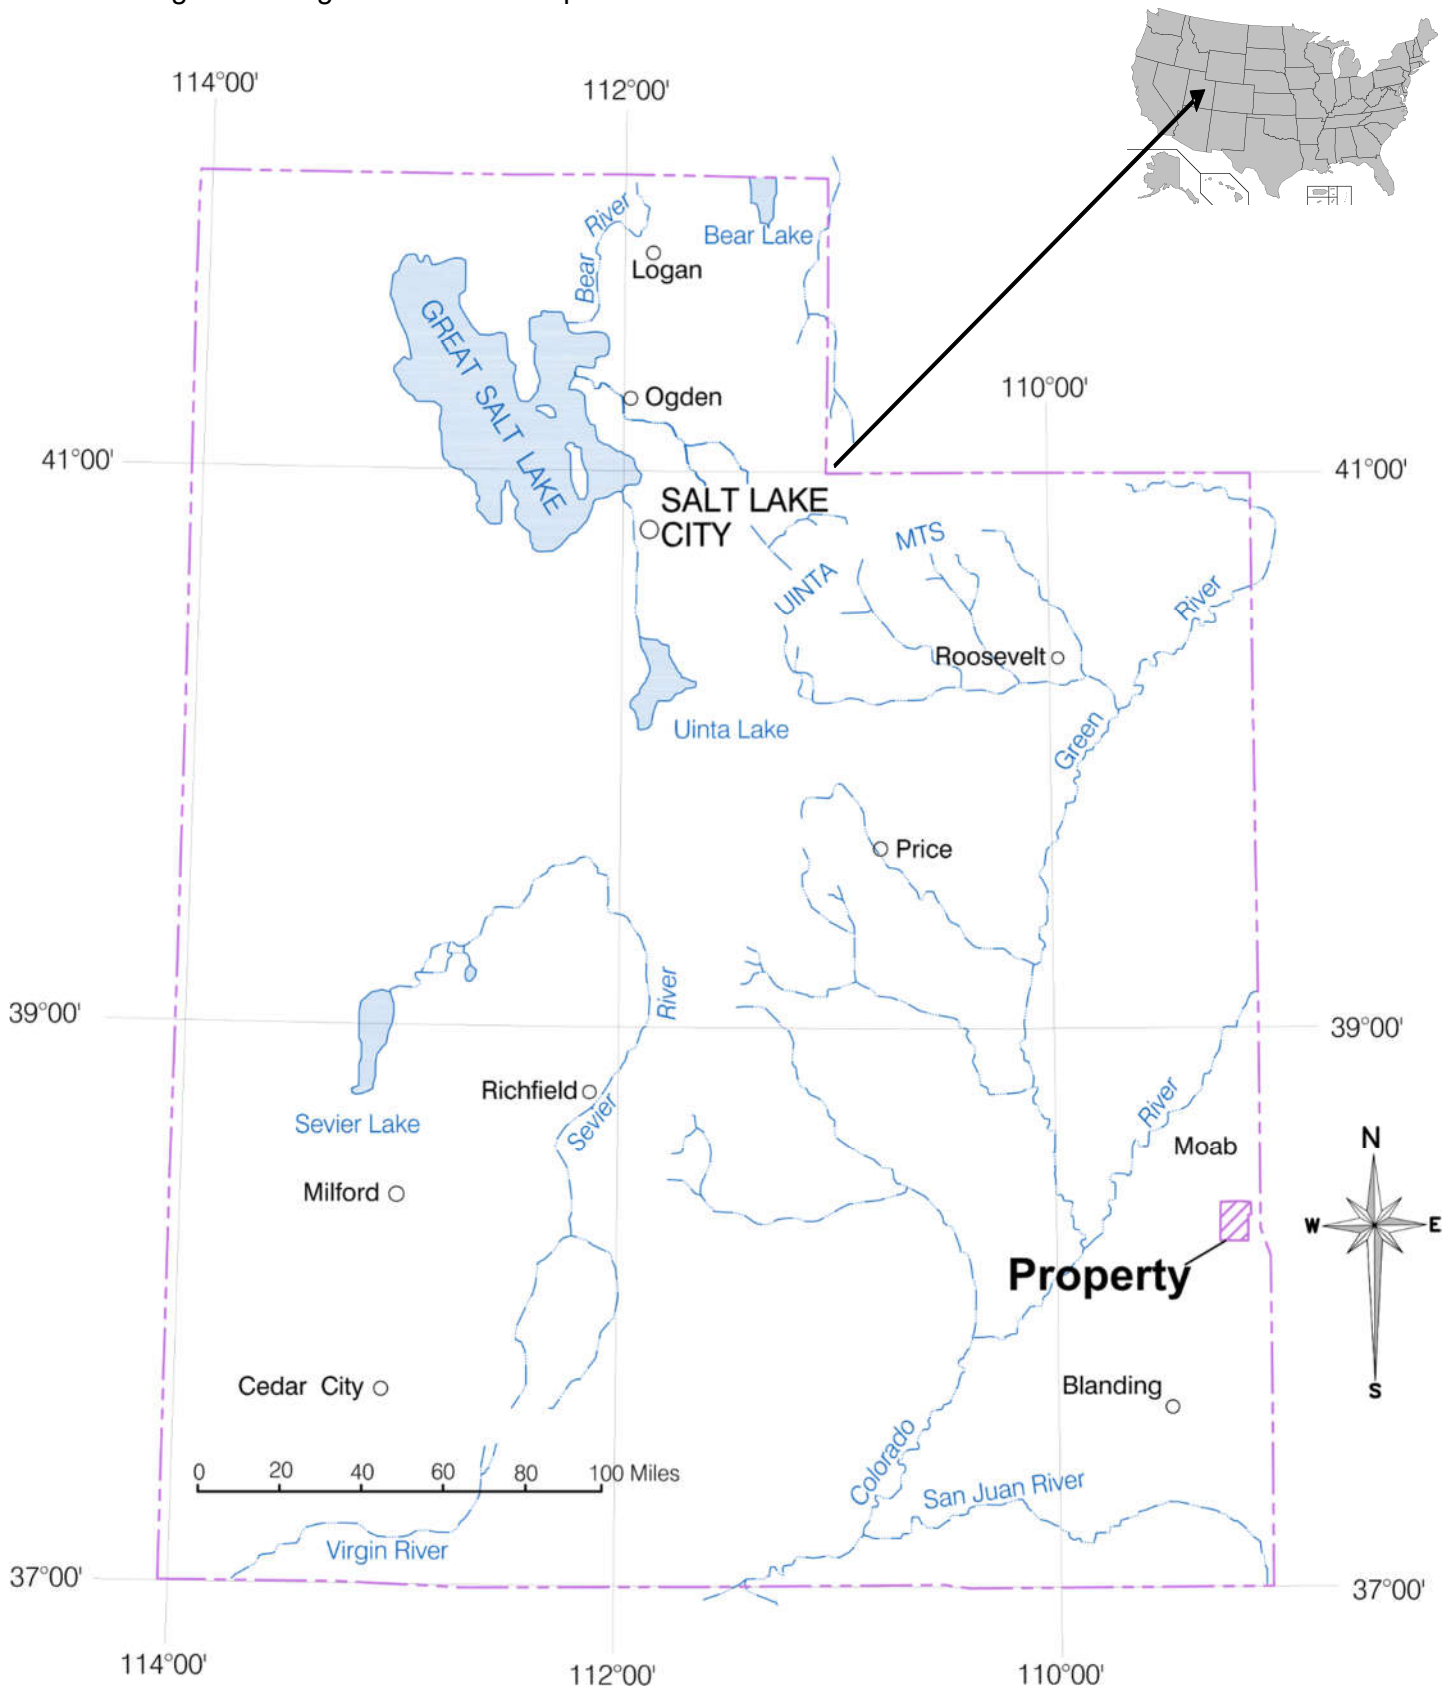 114°00'
112°00'
River
Bear Lake
Bear
Logan
GREAT SALT LAKE
Ogden
110°00'
41°00'
41°00'
SALT LAKE
CITY
MTS
UINTA
River
Roosevelt
Uinta Lake
Green
Price
River
39°00'
39°00'
Richfield
Sevier
River
Sevier Lake
Moab
N
Milford
W
E
Property
Cedar City
Blanding
S
0 20 40 60 80 100 Miles
Colorado
San Juan River
Virgin River
37°00'
37°00'
114°00'
112°00'
110°00'